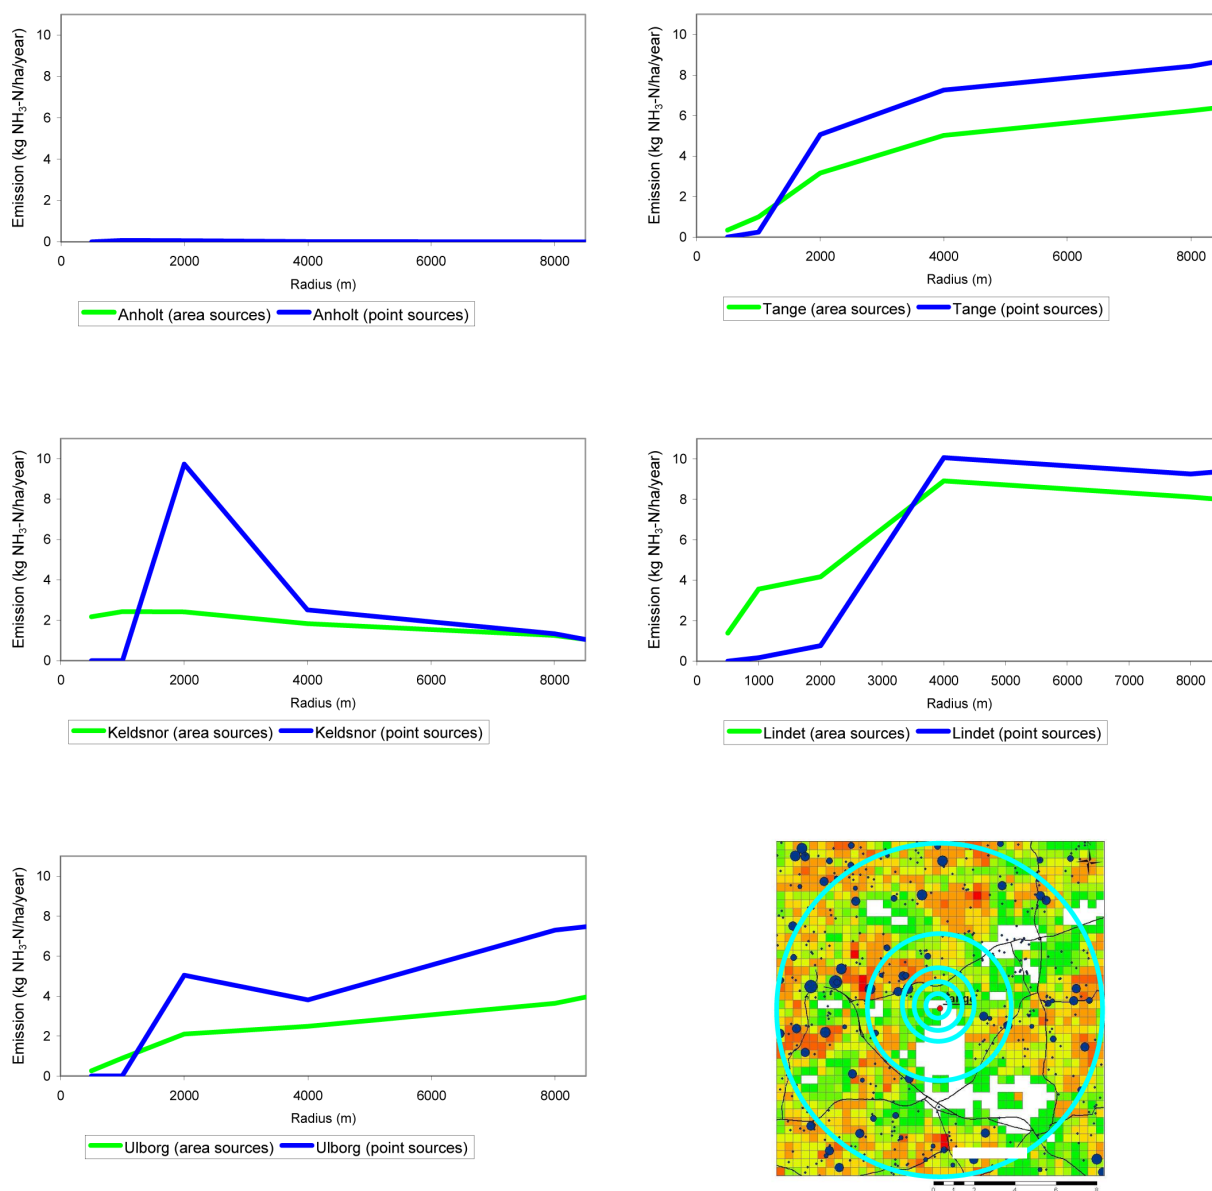 Emission (kg NH3-N/ha/year)
10
8
6
4
2
0
0 2000 4000 6000 8000
Radius (m)
Anholt (area sources) Anholt (point sources)
Emission (kg NH3-N/ha/year)
10
8
6
4
2
0
0 2000 4000 6000 8000
Radius (m)
Tange (area sources) Tange (point sources)
Emission (kg NH3-N/ha/year)
10
8
6
4
2
0
0 2000 4000 6000 8000
Radius (m)
Keldsnor (area sources) Keldsnor (point sources)
Emission (kg NH3-N/ha/year)
10
8
6
4
2
0
0 1000 2000 3000 4000 5000 6000 7000 8000
Radius (m)
Lindet (area sources) Lindet (point sources)
Emission (kg NH3-N/ha/year)
10
8
6
4
2
0
0 2000 4000 6000 8000
Radius (m)
Ulborg (area sources) Ulborg (point sources)
0 1 2 4 6 8